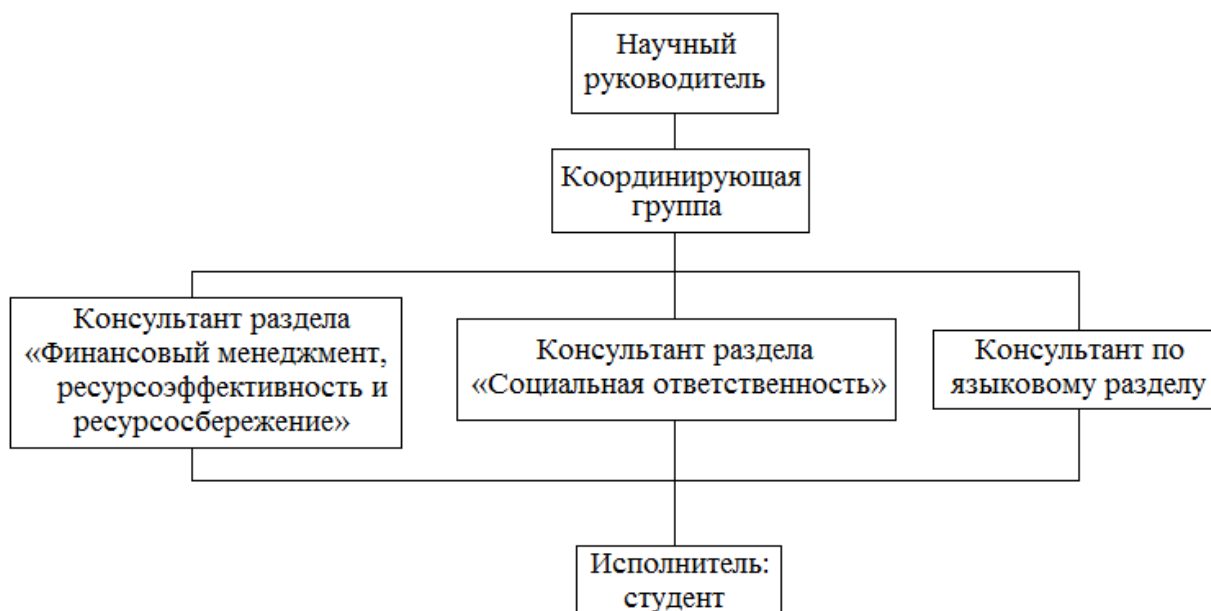 Научный
руководитель
Координирующая
группа
Консультант раздела
«Финансовый менеджмент,
ресурсоэффективность и
ресурсосбережение»
Консультант раздела
«Социальная ответственность»
Консультант по
языковому разделу
Исполнитель:
студент